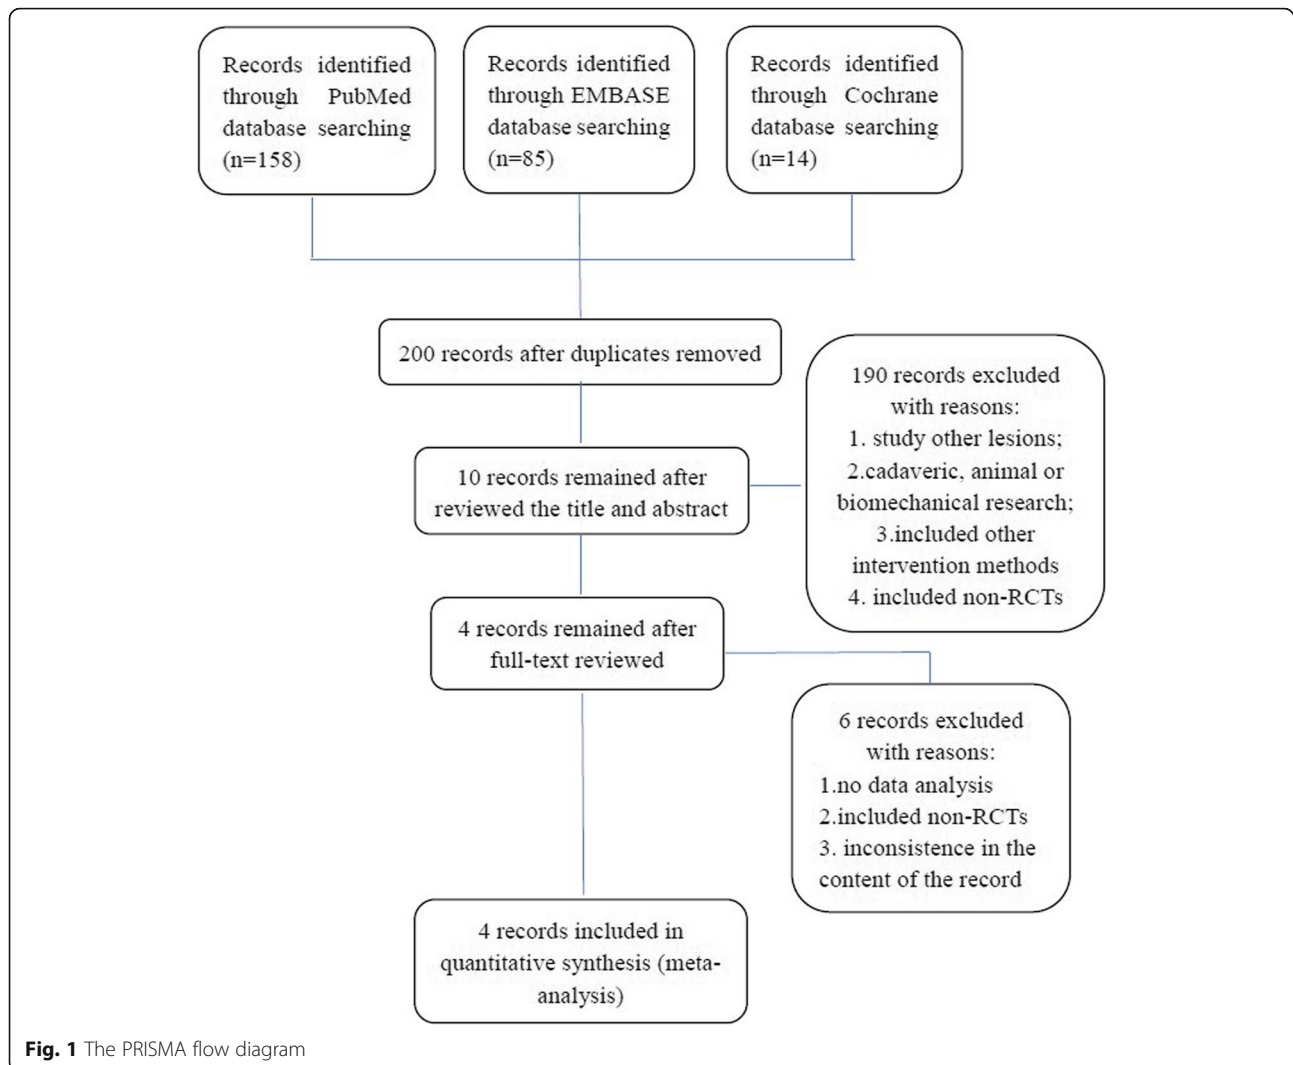 Records identified
through PubMed
database searching
(n=158)
Records identified
through EMBASE
database searching
(n=85)
Records identified
through Cochrane
database searching
(n=14)
200 records after duplicates removed
190 records excluded
with reasons:
1. study other lesions;
2.cadaveric, animal or
biomechanical research;
3.included other
intervention methods
4. included non-RCTs
10 records remained after
reviewed the title and abstract
4 records remained after
full-text reviewed
6 records excluded
with reasons:
1.no data analysis
2.included non-RCTs
3. inconsistence in the
content of the record
4 records included in
quantitative synthesis (meta-
analysis)
Fig. 1 The PRISMA flow diagram